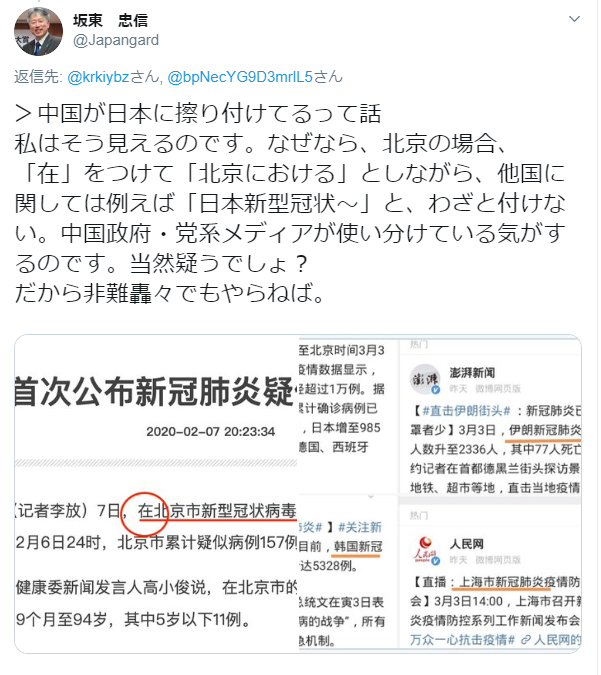 坂東　忠信
@Japangard
返信先: @krkiybzさん, @bpNecYG9D3mrlL5さん
＞中国が日本に擦り付けてるって話
私はそう見えるのです。なぜなら、北京の場合、
「在」をつけて「北京における」としながら、他国に
関しては例えば「日本新型冠状～」と、わざと付けな
い。中国政府・党系メディアが使い分けている気がす
るのです。当然疑うでしょ？
だから非難轟々でもやらねば。
首次公布新冠肺炎疑
2020-02-07 20:23:34
(记者李放）7日，在北京市新型冠状病毒
2月6日24时，北京市累计疑似病例157例
健康委新闻发言人高小俊说，在北京市的
9个月至94岁，其中5岁以下11例。
至北京时间3月3
疫情数据显示，
经超过1万例。据
累计确诊病例已
，日本增至985
德国、西班牙
炎】#关注新
目前，韩国新冠
达5328例。
总统文在寅3日表
病的战争”，所有
急机制。
热门
澎湃新闻
昨天 微博网页版
【#直击伊朗街头#：新冠肺炎已
罩者少】3月3日，伊朗新冠肺炎
人数升至2336人，其中77人死亡
约记者在首都德黑兰街头探访景
地铁、超市等地，直击当地疫情
热门
人民网
昨天 微博网页版
【直播：上海市新冠肺炎疫情防
会】3月3日14:00，上海市召开新
炎疫情防控系列工作新闻发布会
万众一心抗击疫情# 人民网的